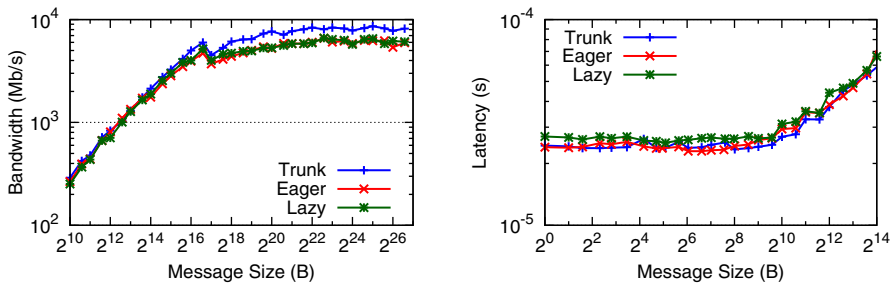 10^4
10^3
10^2
Bandwidth (Mb/s)
Trunk
Eager
Lazy
2^10 2^12 2^14 2^16 2^18 2^20 2^22 2^24 2^26
Message Size (B)
10^-4
10^-5
Latency (s)
Trunk
Eager
Lazy
2^0 2^2 2^4 2^6 2^8 2^10 2^12 2^14
Message Size (B)